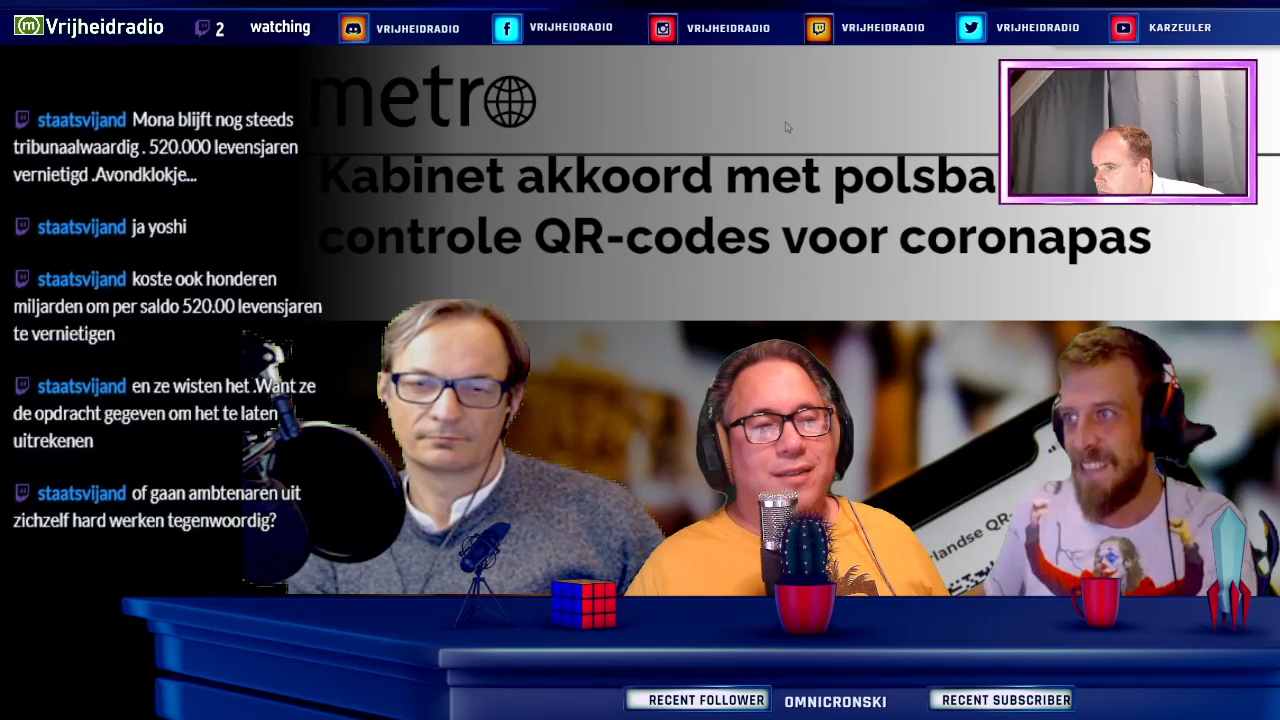 Vrijheidradio
2
watching
VRIJHEIDRADIO
VRIJHEIDRADIO
VRIJHEIDRADIO
VRIJHEIDRADIO
VRIJHEIDRADIO
KARZEULER
metro
Kabinet akkoord met polsba
controle QR-codes voor coronapas
staatsvijand Mona blijft nog steeds
tribunaalwaardig . 520.000 levensjaren
vernietigd .Avondklokje...
staatsvijand ja yoshi
staatsvijand koste ook honderen
miljarden om per saldo 520.00 levensjaren
te vernietigen
staatsvijand en ze wisten het .Want ze
de opdracht gegeven om het te laten
uitrekenen
staatsvijand of gaan ambtenaren uit
zichzelf hard werken tegenwoordig?
rlandse QR-
RECENT FOLLOWER
OMNICRONSKI
RECENT SUBSCRIBER